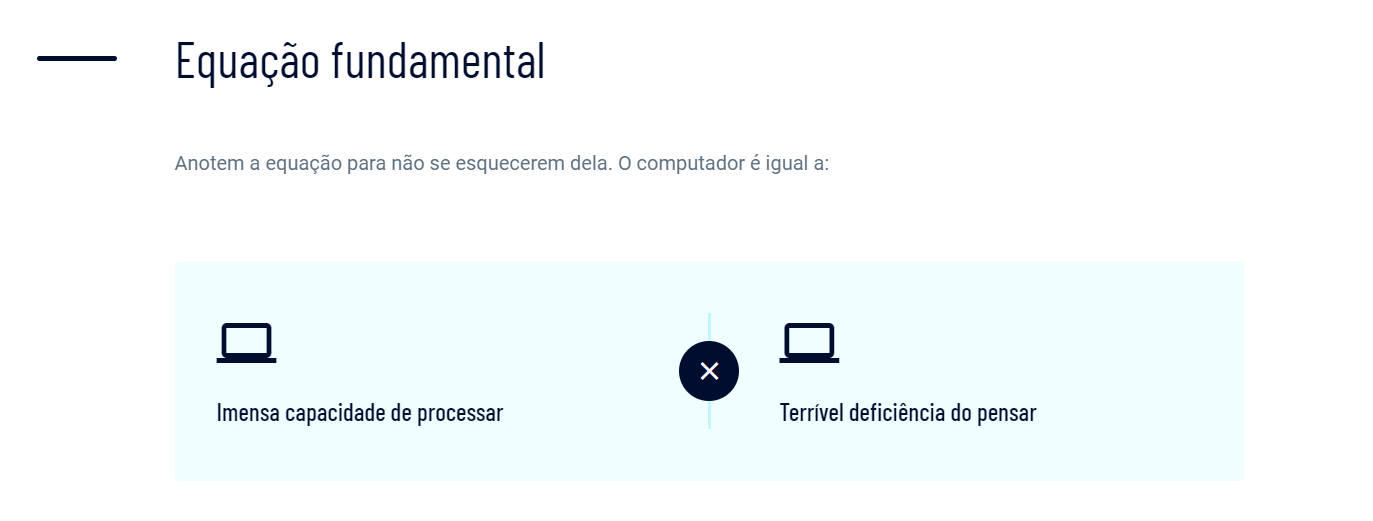 Equação fundamental
Anotem a equação para não se esquecerem dela. O computador é igual a:
Imensa capacidade de processar
Terrível deficiência do pensar